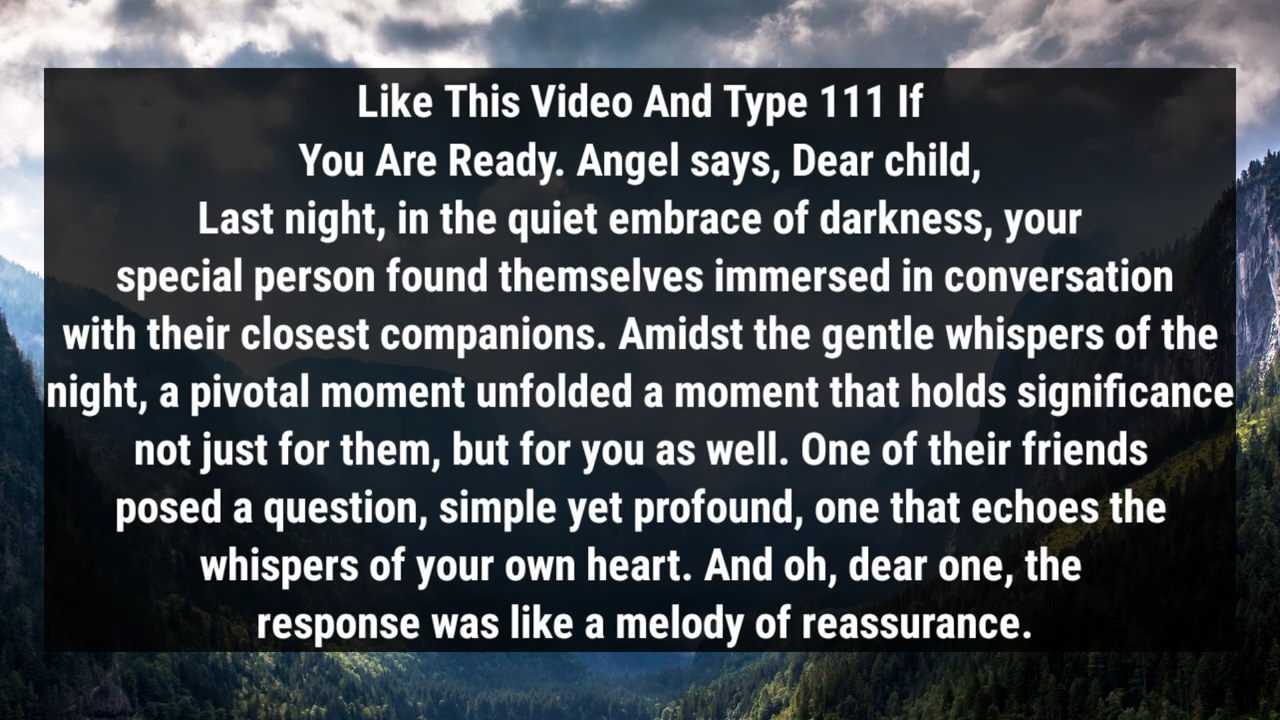 Like This Video And Type 111 If
You Are Ready. Angel says, Dear child,
Last night, in the quiet embrace of darkness, your
special person found themselves immersed in conversation
with their closest companions. Amidst the gentle whispers of the
night, a pivotal moment unfolded a moment that holds significance
not just for them, but for you as well. One of their friends
posed a question, simple yet profound, one that echoes the
whispers of your own heart. And oh, dear one, the
response was like a melody of reassurance.